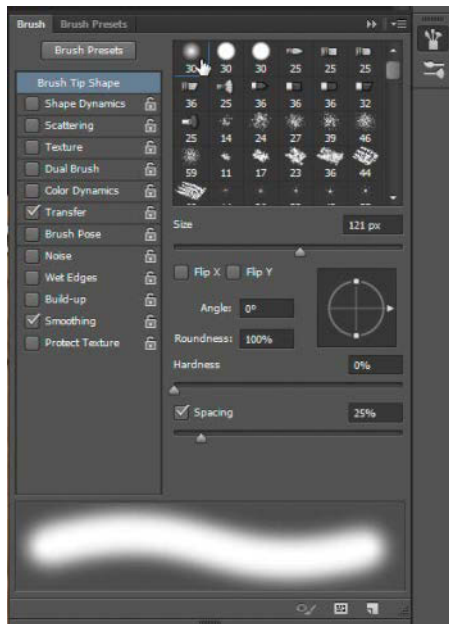 Brush Brush Presets
Brush Presets
Brush Tip Shape
Shape Dynamics
Scattering
Texture
Dual Brush
Color Dynamics
Transfer
Brush Pose
Noise
Wet Edges
Build-up
Smoothing
Protect Texture
30 30 30 25 25 25
36 25 36 36 36 32
25 14 24 27 39 46
59 11 17 23 36 44
Size 121 px
Flip X Flip Y
Angle: 0°
Roundness: 100%
Hardness 0%
Spacing 25%